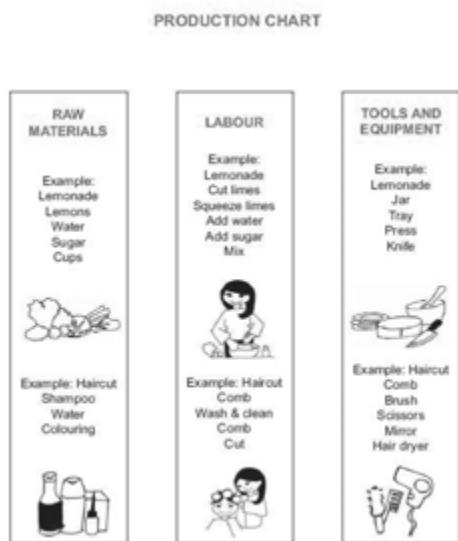 PRODUCTION CHART
RAW
MATERIALS
Example:
Lemonade
Lemons
Water
Sugar
Cups
Example: Haircut
Shampoo
Water
Colouring
LABOUR
Example:
Lemonade
Cut limes
Squeeze limes
Add water
Add sugar
Mix
Example: Haircut
Comb
Wash & clean
Comb
Cut
TOOLS AND
EQUIPMENT
Example:
Lemonade
Jar
Tray
Press
Knife
Example: Haircut
Comb
Brush
Scissors
Mirror
Hair dryer